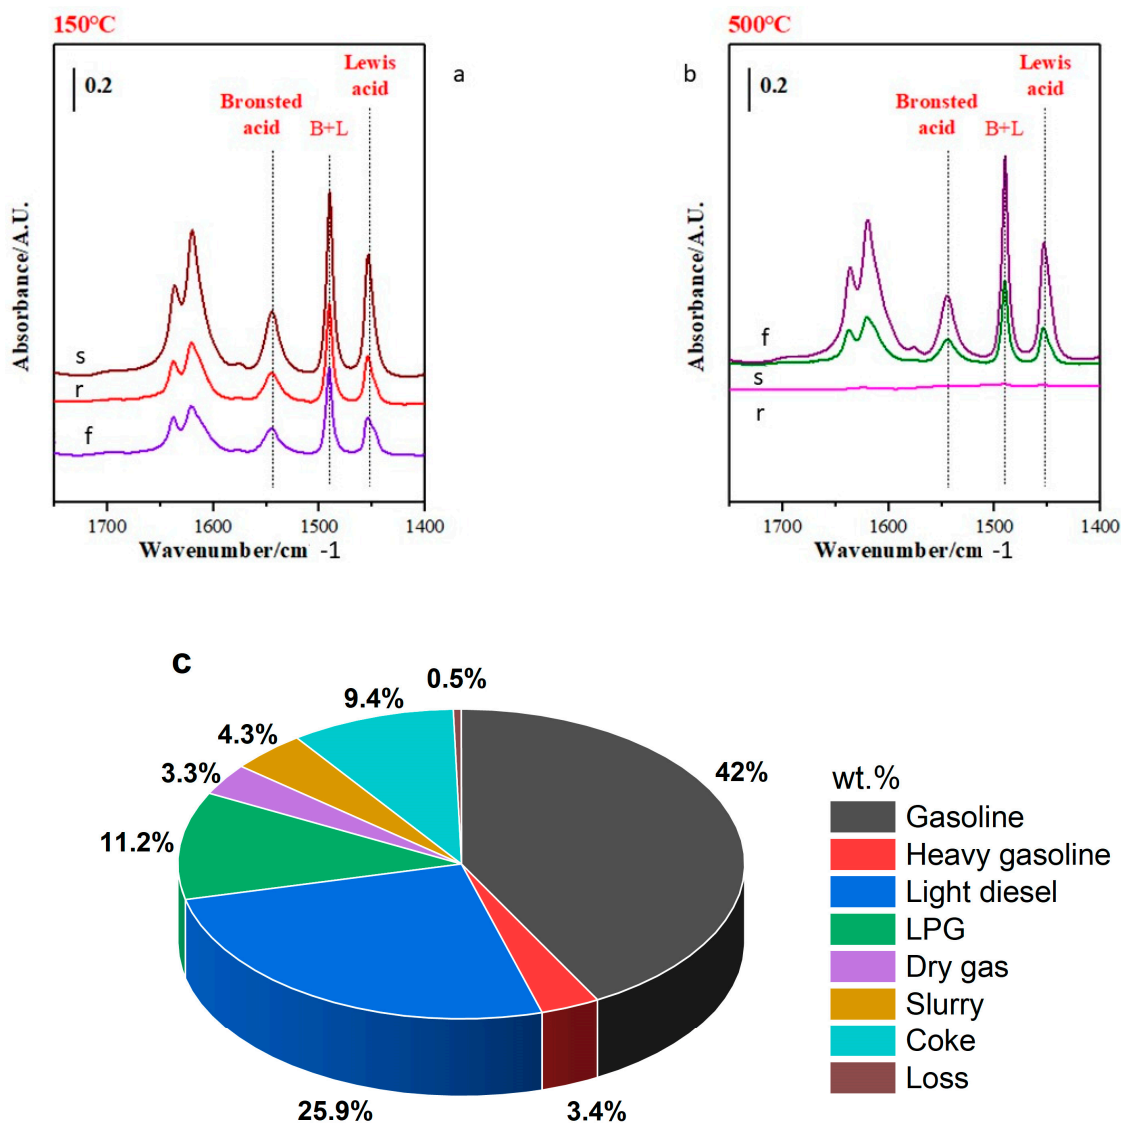 150°C
0.2
Lewis
acid
Bronsted
acid
B+L
a
s
r
f
Absorbance/A.U.
1700
1600
1500
1400
Wavenumber/cm -1
500°C
b
0.2
Lewis
acid
Bronsted
acid
B+L
f
s
r
Absorbance/A.U.
1700
1600
1500
1400
Wavenumber/cm -1
c
0.5%
9.4%
4.3%
3.3%
11.2%
42%
25.9%
3.4%
wt.%
Gasoline
Heavy gasoline
Light diesel
LPG
Dry gas
Slurry
Coke
Loss